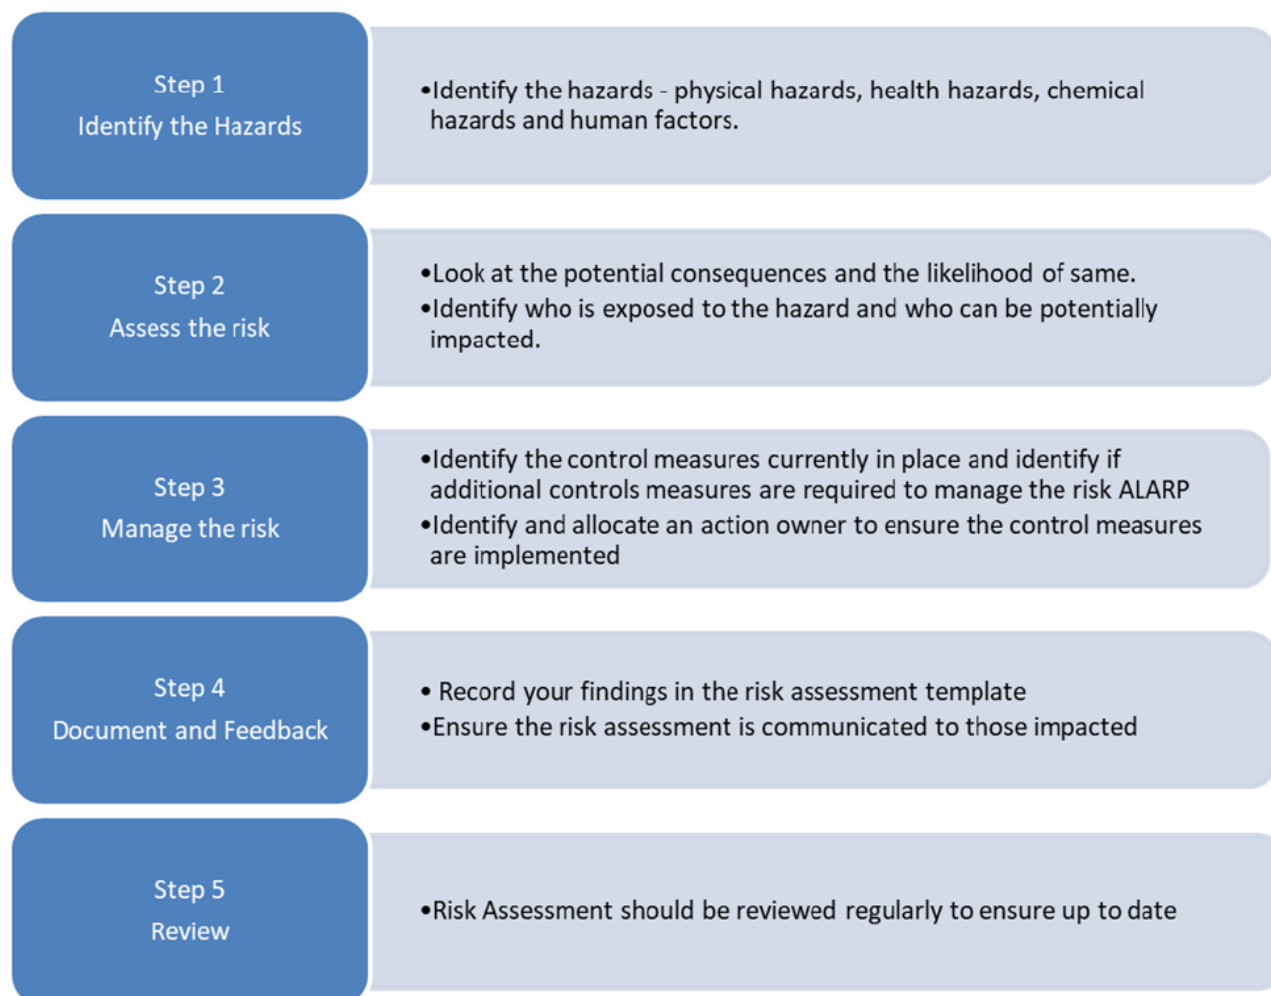 Step 1
Identify the Hazards
•Identify the hazards - physical hazards, health hazards, chemical
hazards and human factors.
Step 2
Assess the risk
•Look at the potential consequences and the likelihood of same.
•Identify who is exposed to the hazard and who can be potentially
impacted.
Step 3
Manage the risk
•Identify the control measures currently in place and identify if
additional controls measures are required to manage the risk ALARP
•Identify and allocate an action owner to ensure the control measures
are implemented
Step 4
Document and Feedback
• Record your findings in the risk assessment template
•Ensure the risk assessment is communicated to those impacted
Step 5
Review
•Risk Assessment should be reviewed regularly to ensure up to date